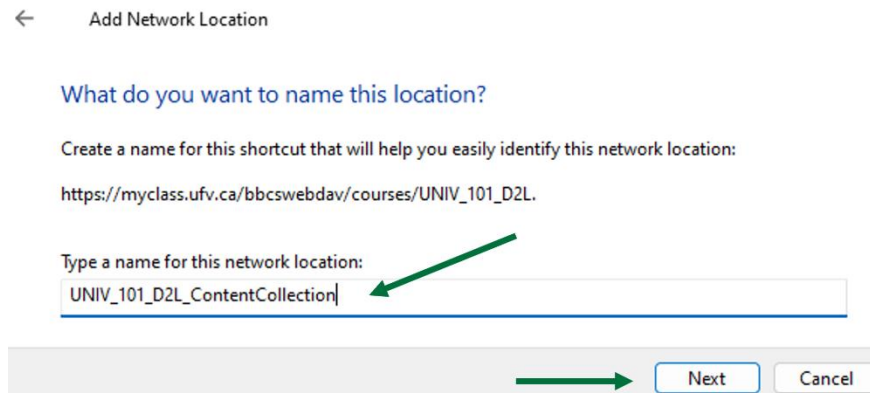 Add Network Location
What do you want to name this location?
Create a name for this shortcut that will help you easily identify this network location:
https://myclass.ufv.ca/bbcswebdav/courses/UNIV_101_D2L.
Type a name for this network location:
UNIV_101_D2L_ContentCollection
Next Cancel